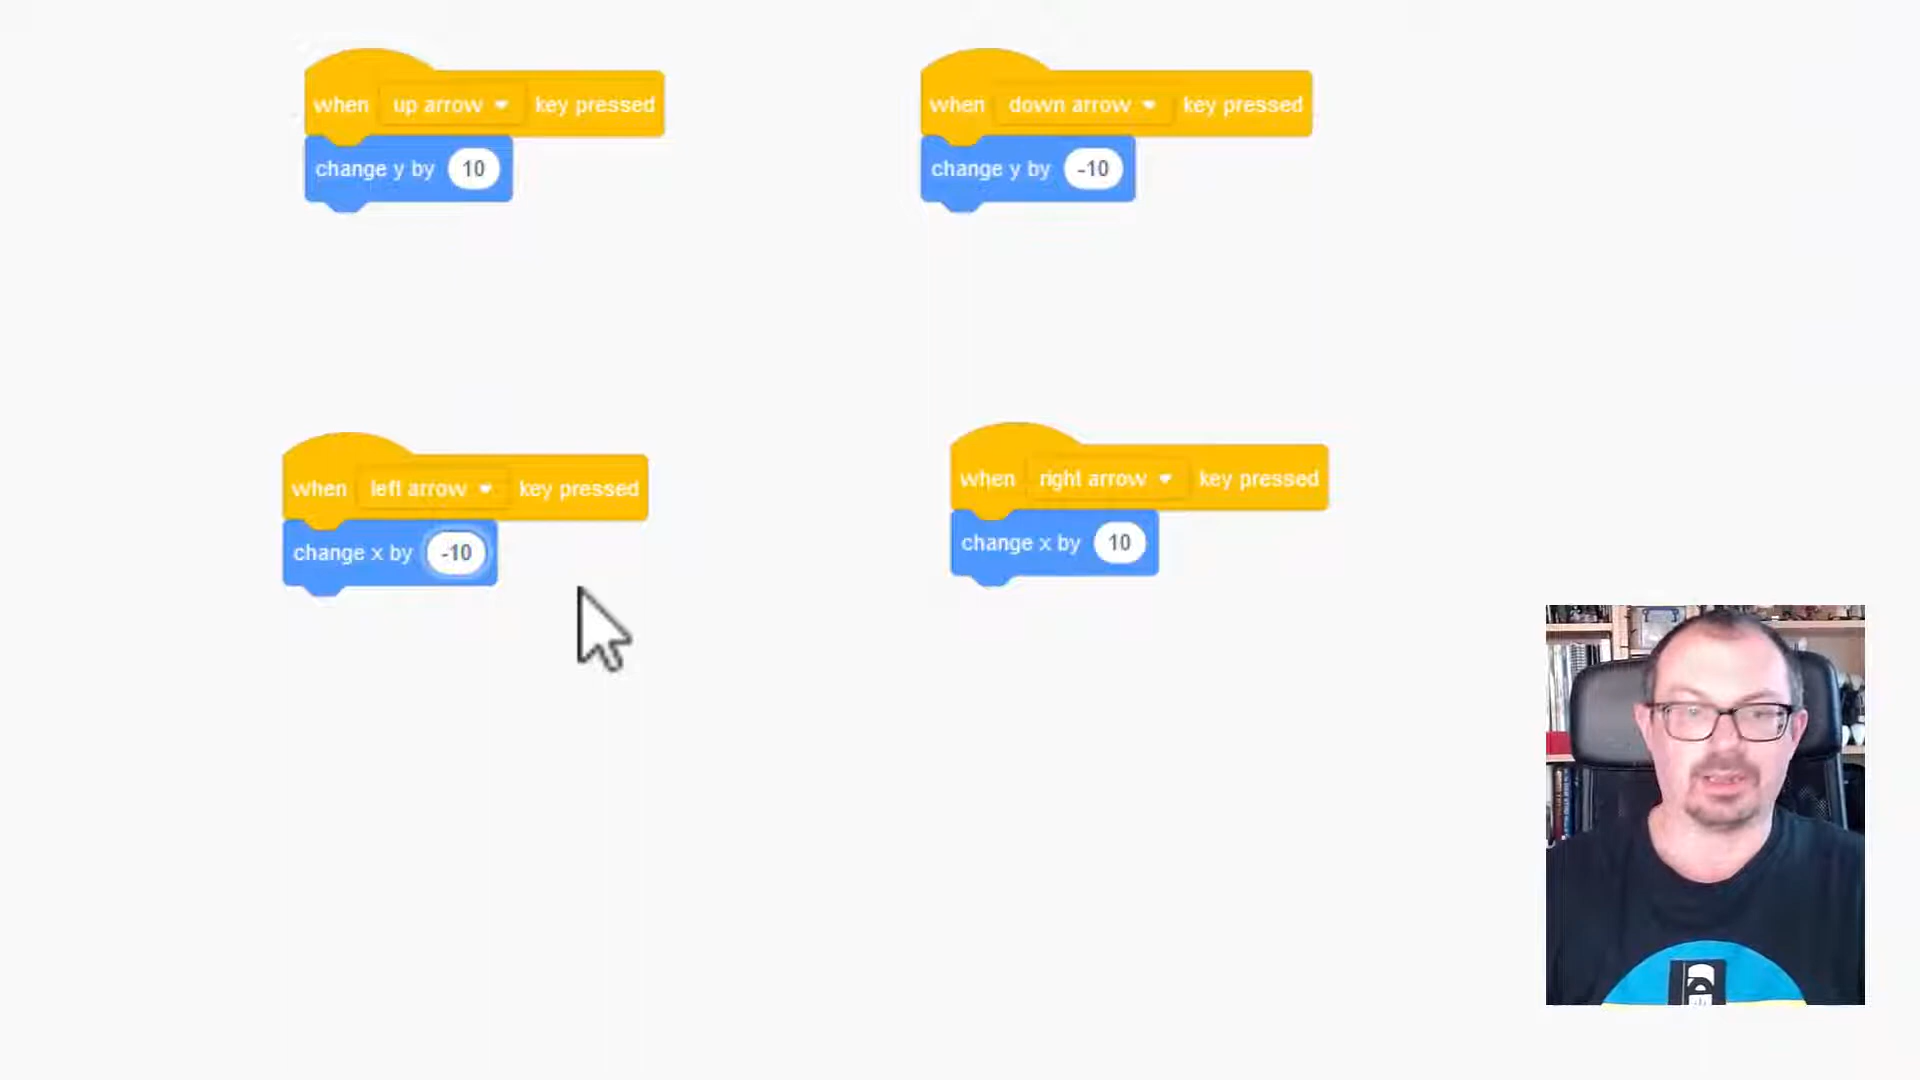 when up arrow key pressed
change y by 10
when down arrow key pressed
change y by -10
when left arrow key pressed
change x by -10
when right arrow key pressed
change x by 10